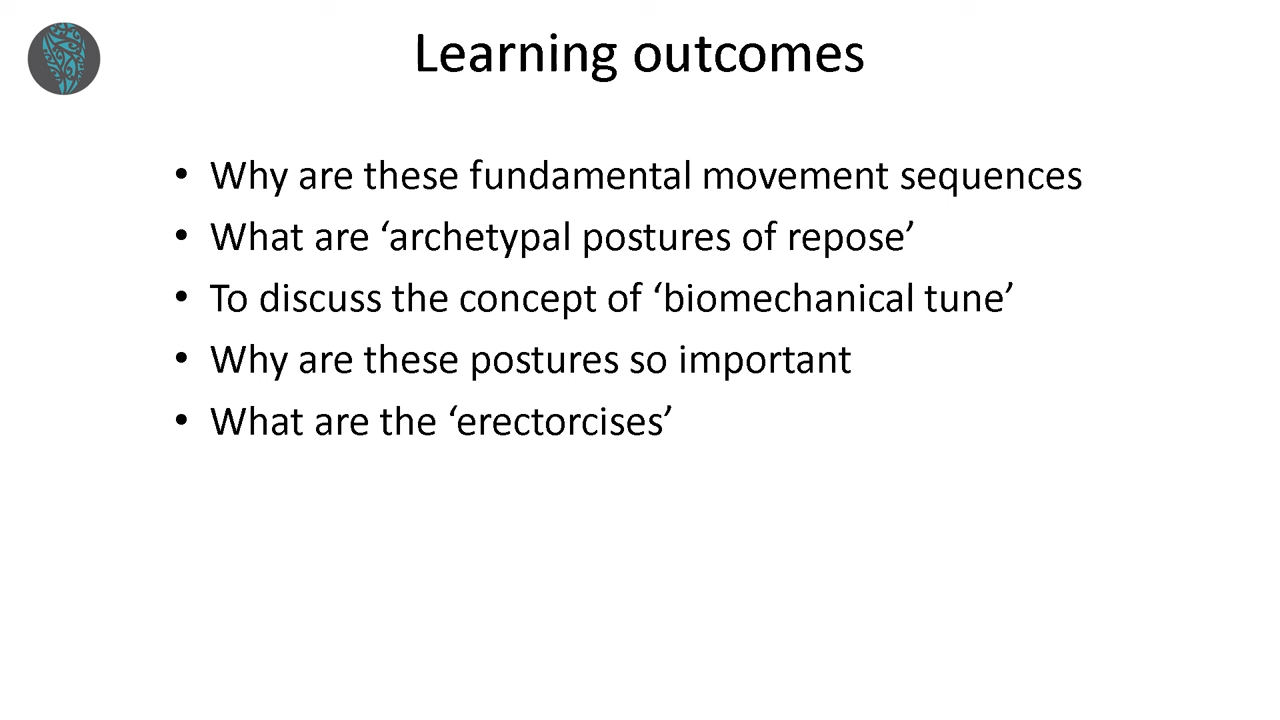 Learning outcomes
• Why are these fundamental movement sequences
• What are ‘archetypal postures of repose’
• To discuss the concept of ‘biomechanical tune’
• Why are these postures so important
• What are the ‘erectorcises’